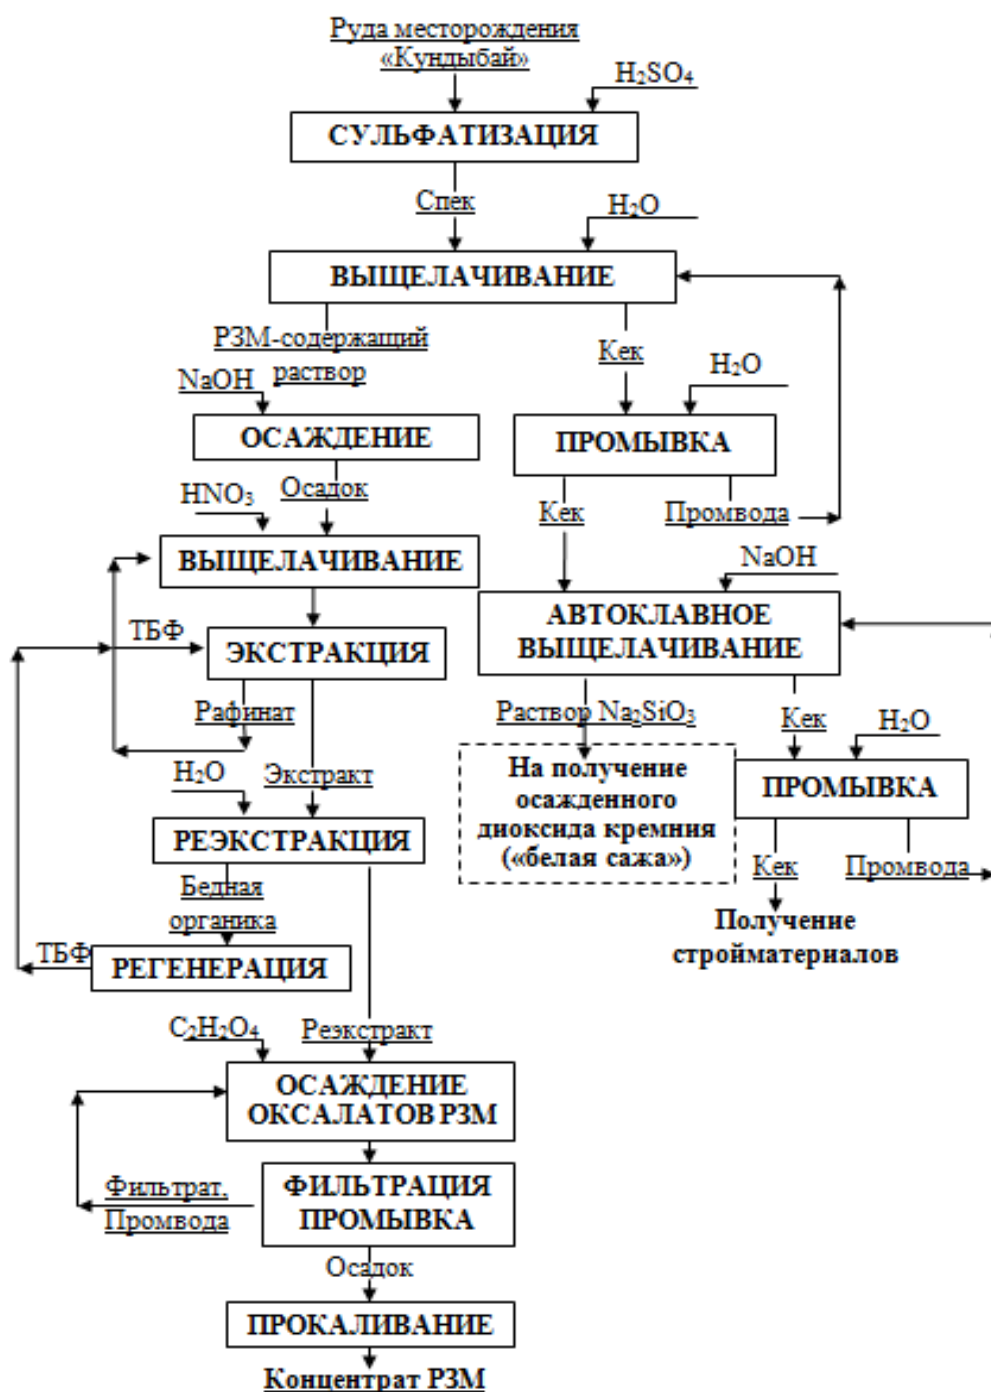 Руда месторождения
«Кундыбай»
H₂SO₄
СУЛЬФАТИЗАЦИЯ
Спек
H₂O
ВЫЩЕЛАЧИВАНИЕ
РЗМ-содержащий
раствор
Кек
NaOH
H₂O
ОСАЖДЕНИЕ
ПРОМЫВКА
HNO₃
Осадок
Кек
Промвода
ВЫЩЕЛАЧИВАНИЕ
NaOH
АВТОКЛАВНОЕ
ВЫЩЕЛАЧИВАНИЕ
ТБФ
ЭКСТРАКЦИЯ
Рафинат
Раствор Na₂SiO₃
Кек
H₂O
H₂O
Экстракт
На получение
осажденного
диоксида кремния
(«белая сажа»)
ПРОМЫВКА
РЕЭКСТРАКЦИЯ
Кек
Промвода
Бедная
органика
Получение
стройматериалов
ТБФ
РЕГЕНЕРАЦИЯ
C₂H₂O₄
Реэкстракт
ОСАЖДЕНИЕ
ОКСАЛАТОВ РЗМ
Фильтрат.
Промвода
ФИЛЬТРАЦИЯ
ПРОМЫВКА
Осадок
ПРОКАЛИВАНИЕ
Концентрат РЗМ